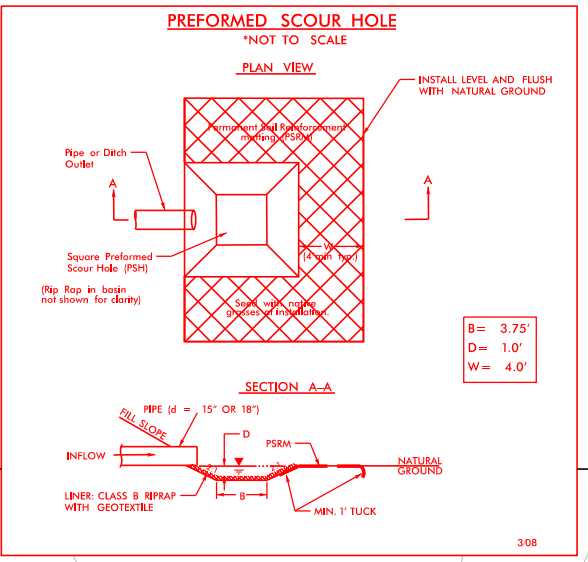 PREFORMED SCOUR HOLE
*NOT TO SCALE
PLAN VIEW
INSTALL LEVEL AND FLUSH
WITH NATURAL GROUND
Permanent Soil Reinforcement
matting (PSRM)
Pipe or Ditch
Outlet
A
A
Square Preformed
Scour Hole (PSH)
W
(4' min typ.)
(Rip Rap in basin
not shown for clarity)
Seed with native
grasses at installation.
B= 3.75'
D= 1.0'
W= 4.0'
SECTION A-A
PIPE (d = 15" OR 18")
FILL SLOPE
D
PSRM
INFLOW
NATURAL
GROUND
LINER: CLASS B RIPRAP
WITH GEOTEXTILE
B
MIN. 1' TUCK
3/08